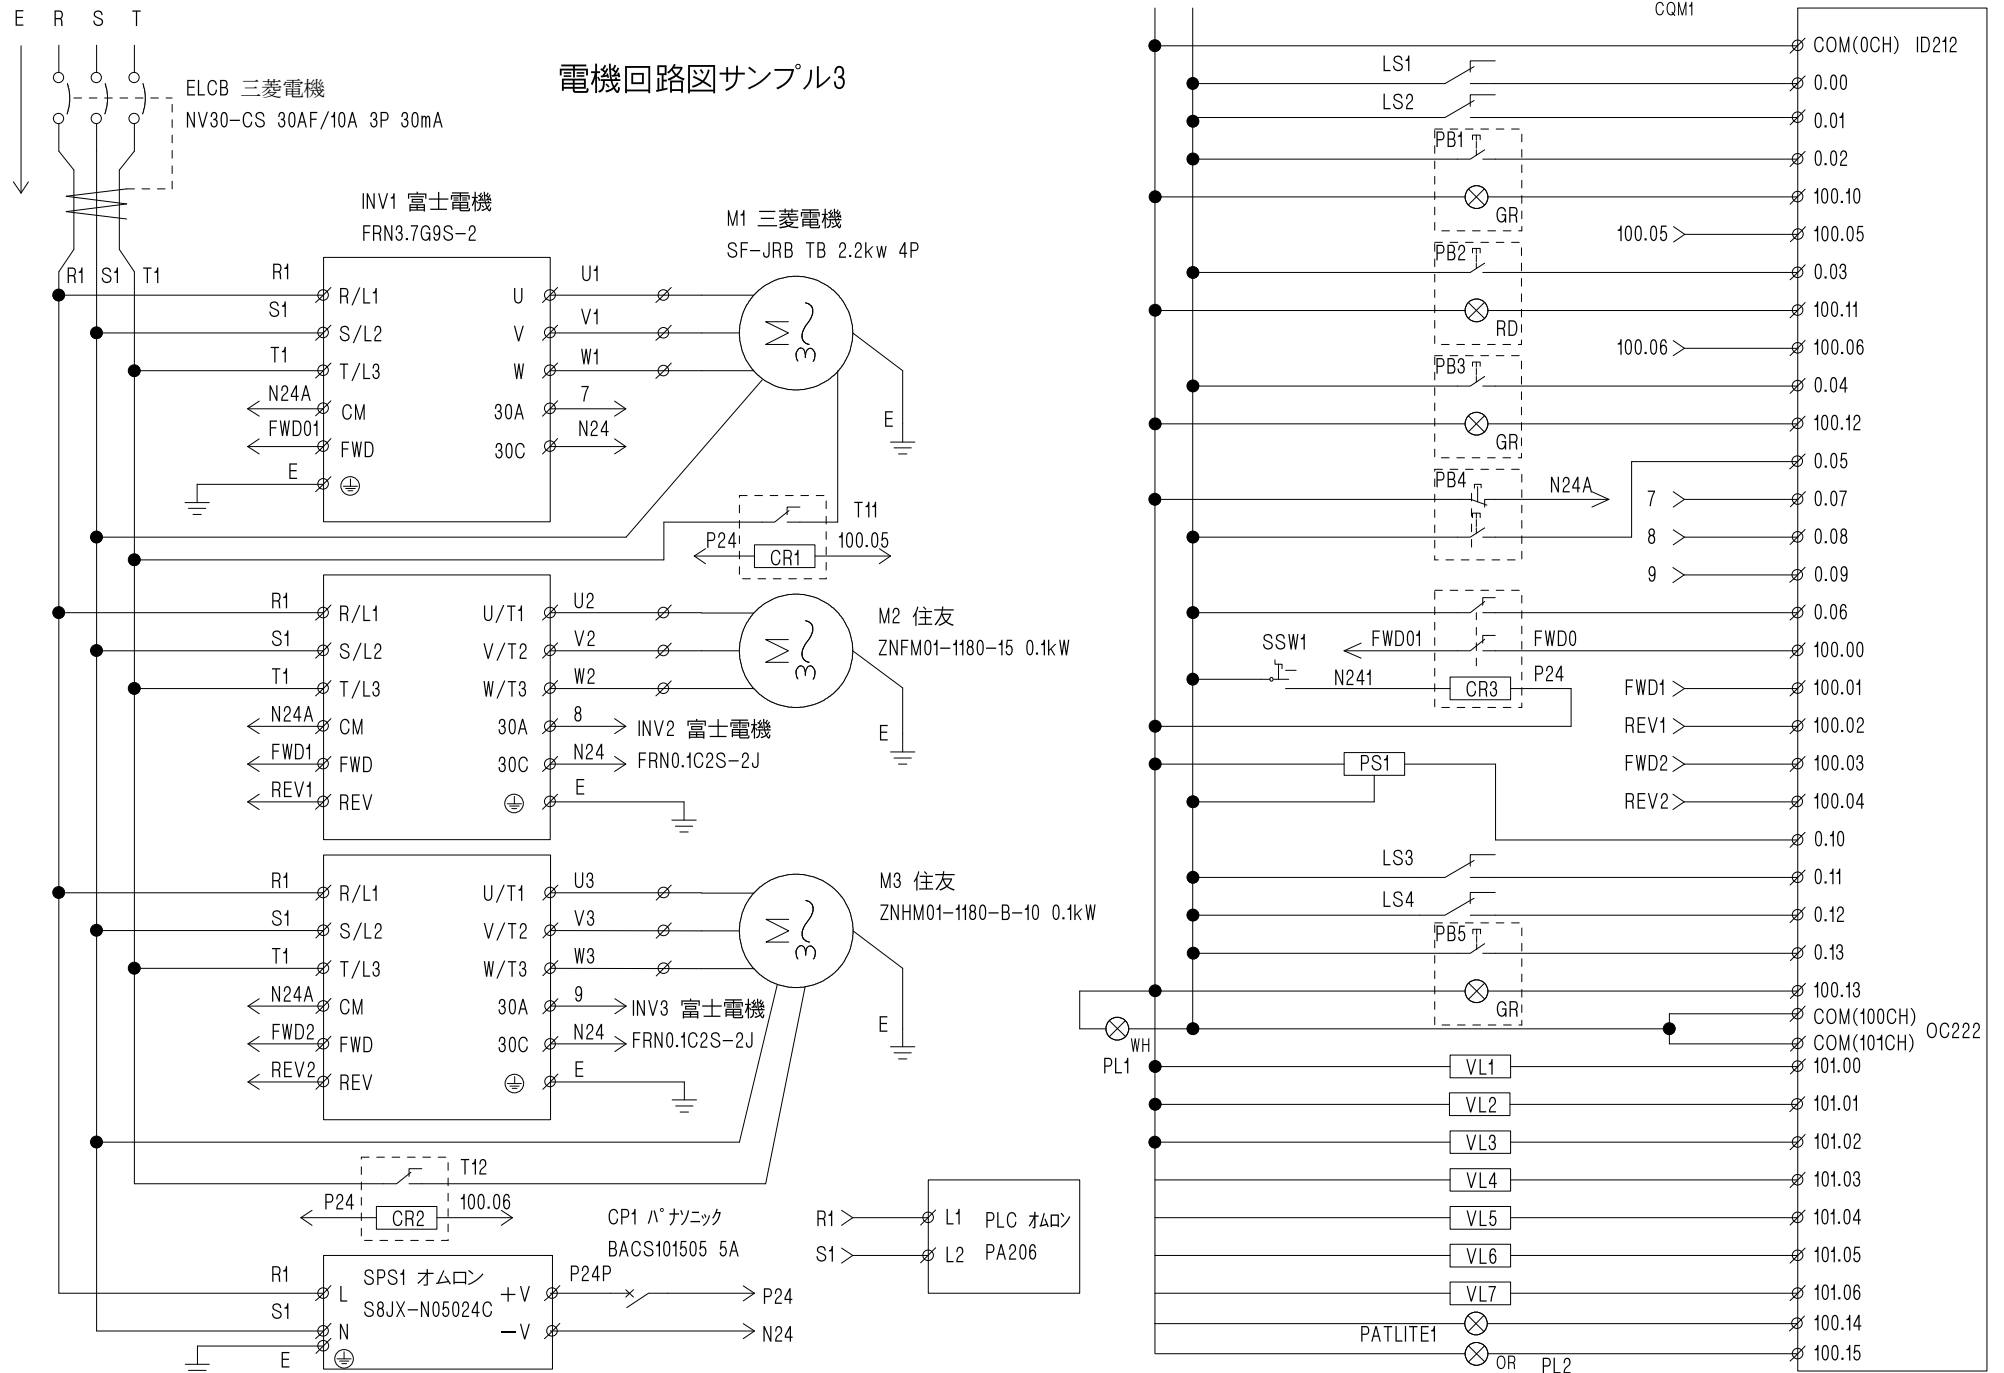 E R S T
ELCB 三菱電機
NV30-CS 30AF/10A 3P 30mA
電機回路図サンプル3
R1 S1 T1
INV1 富士電機
FRN3.7G9S-2
R1
S1
T1
N24A
FWD01
E
R/L1
S/L2
T/L3
CM
FWD
U
V
W
30A
30C
U1
V1
W1
7
N24
M1 三菱電機
SF-JRB TB 2.2kw 4P
M
3
E
T11
P24
CR1
100.05
R1
S1
T1
N24A
FWD1
REV1
R/L1
S/L2
T/L3
CM
FWD
REV
U/T1
V/T2
W/T3
30A
30C
U2
V2
W2
8
N24
E
INV2 富士電機
FRN0.1C2S-2J
M
3
M2 住友
ZNFM01-1180-15 0.1kW
E
R1
S1
T1
N24A
FWD2
REV2
R/L1
S/L2
T/L3
CM
FWD
REV
U/T1
V/T2
W/T3
30A
30C
U3
V3
W3
9
N24
E
INV3 富士電機
FRN0.1C2S-2J
M
3
M3 住友
ZNHM01-1180-B-10 0.1kW
E
T12
P24
CR2
100.06
R1
S1
E
L
N
SPS1 オムロン
S8JX-N05024C
+V
-V
P24P
CP1 パナソニック
BACS101505 5A
P24
N24
R1
S1
L1
L2
PLC オムロン
PA206
CQM1
COM(0CH) ID212
LS1
0.00
LS2
0.01
PB1
0.02
GR
100.10
100.05
100.05
PB2
0.03
RD
100.11
100.06
100.06
PB3
0.04
GR
100.12
0.05
PB4
N24A
7
0.07
8
0.08
9
0.09
0.06
SSW1
FWD01
FWD0
100.00
N241
CR3
P24
FWD1
100.01
REV1
100.02
PS1
FWD2
100.03
REV2
100.04
0.10
LS3
0.11
LS4
0.12
PB5
0.13
GR
100.13
COM(100CH)
OC222
COM(101CH)
WH
PL1
VL1
101.00
VL2
101.01
VL3
101.02
VL4
101.03
VL5
101.04
VL6
101.05
VL7
101.06
PATLITE1
100.14
OR
PL2
100.15